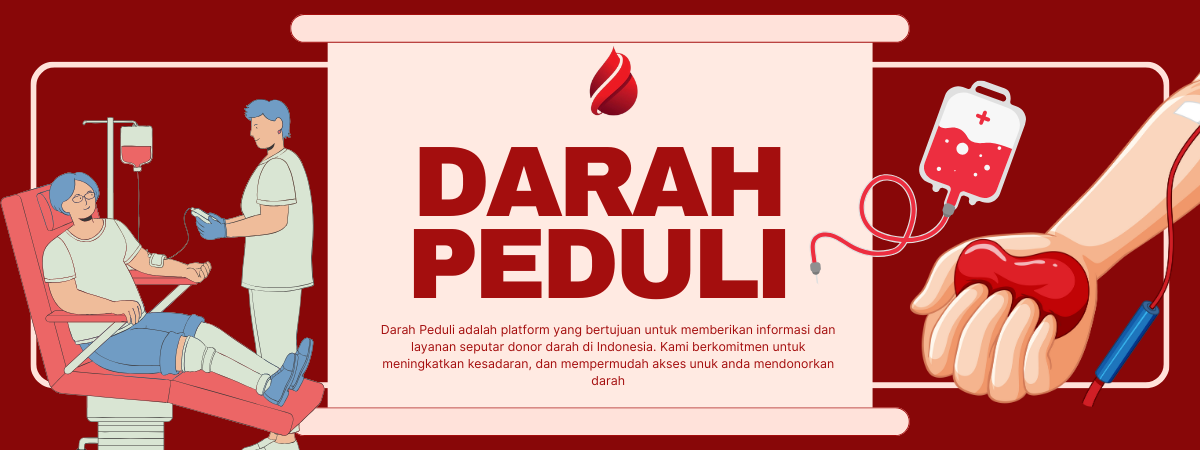 DARAH
PEDULI
Darah Peduli adalah platform yang bertujuan untuk memberikan informasi dan
layanan seputar donor darah di Indonesia. Kami berkomitmen untuk
meningkatkan kesadaran, dan mempermudah akses unuk anda mendonorkan
darah